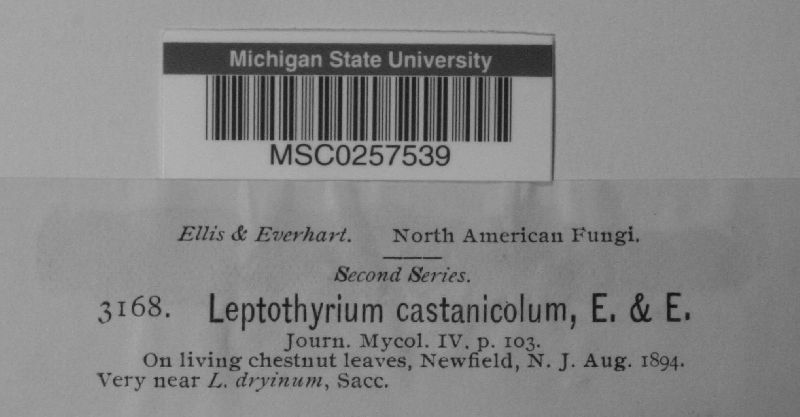 Michigan State University
MSC0257539
Ellis & Everhart. North American Fungi.
Second Series.
3168. Leptothyrium castanicolum, E. & E.
Journ. Mycol. IV. p. 103.
On living chestnut leaves, Newfield, N. J. Aug. 1894.
Very near L. dryinum, Sacc.